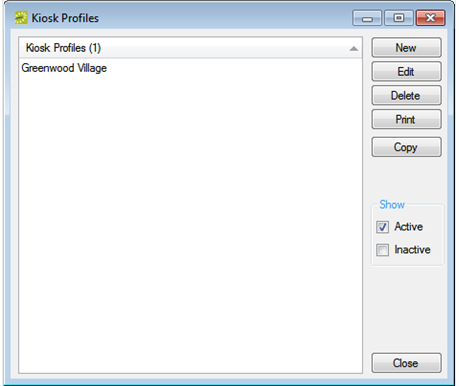 Kiosk Profiles
Kiosk Profiles (1)
Greenwood Village
New
Edit
Delete
Print
Copy
Show
Active
Inactive
Close